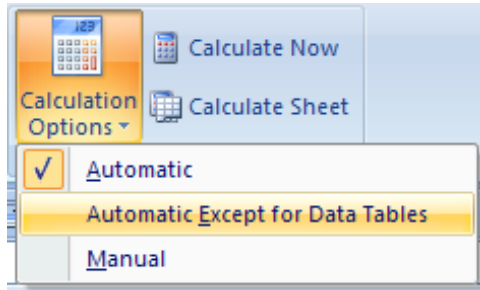 123
Calculation
Options
Calculate Now
Calculate Sheet
Automatic
Automatic Except for Data Tables
Manual